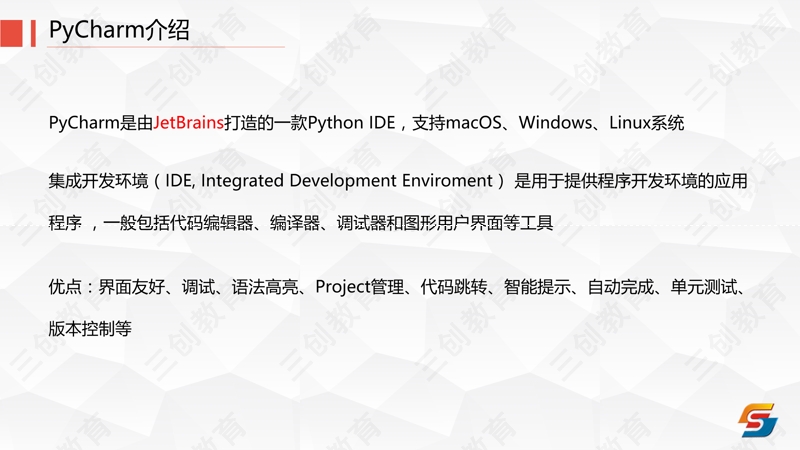 PyCharm介绍
PyCharm是由JetBrains打造的一款Python IDE，支持macOS、Windows、Linux系统
集成开发环境（IDE, Integrated Development Enviroment ） 是用于提供程序开发环境的应用
程序 ，一般包括代码编辑器、编译器、调试器和图形用户界面等工具
优点：界面友好、调试、语法高亮、Project管理、代码跳转、智能提示、自动完成、单元测试、
版本控制等
三创教育